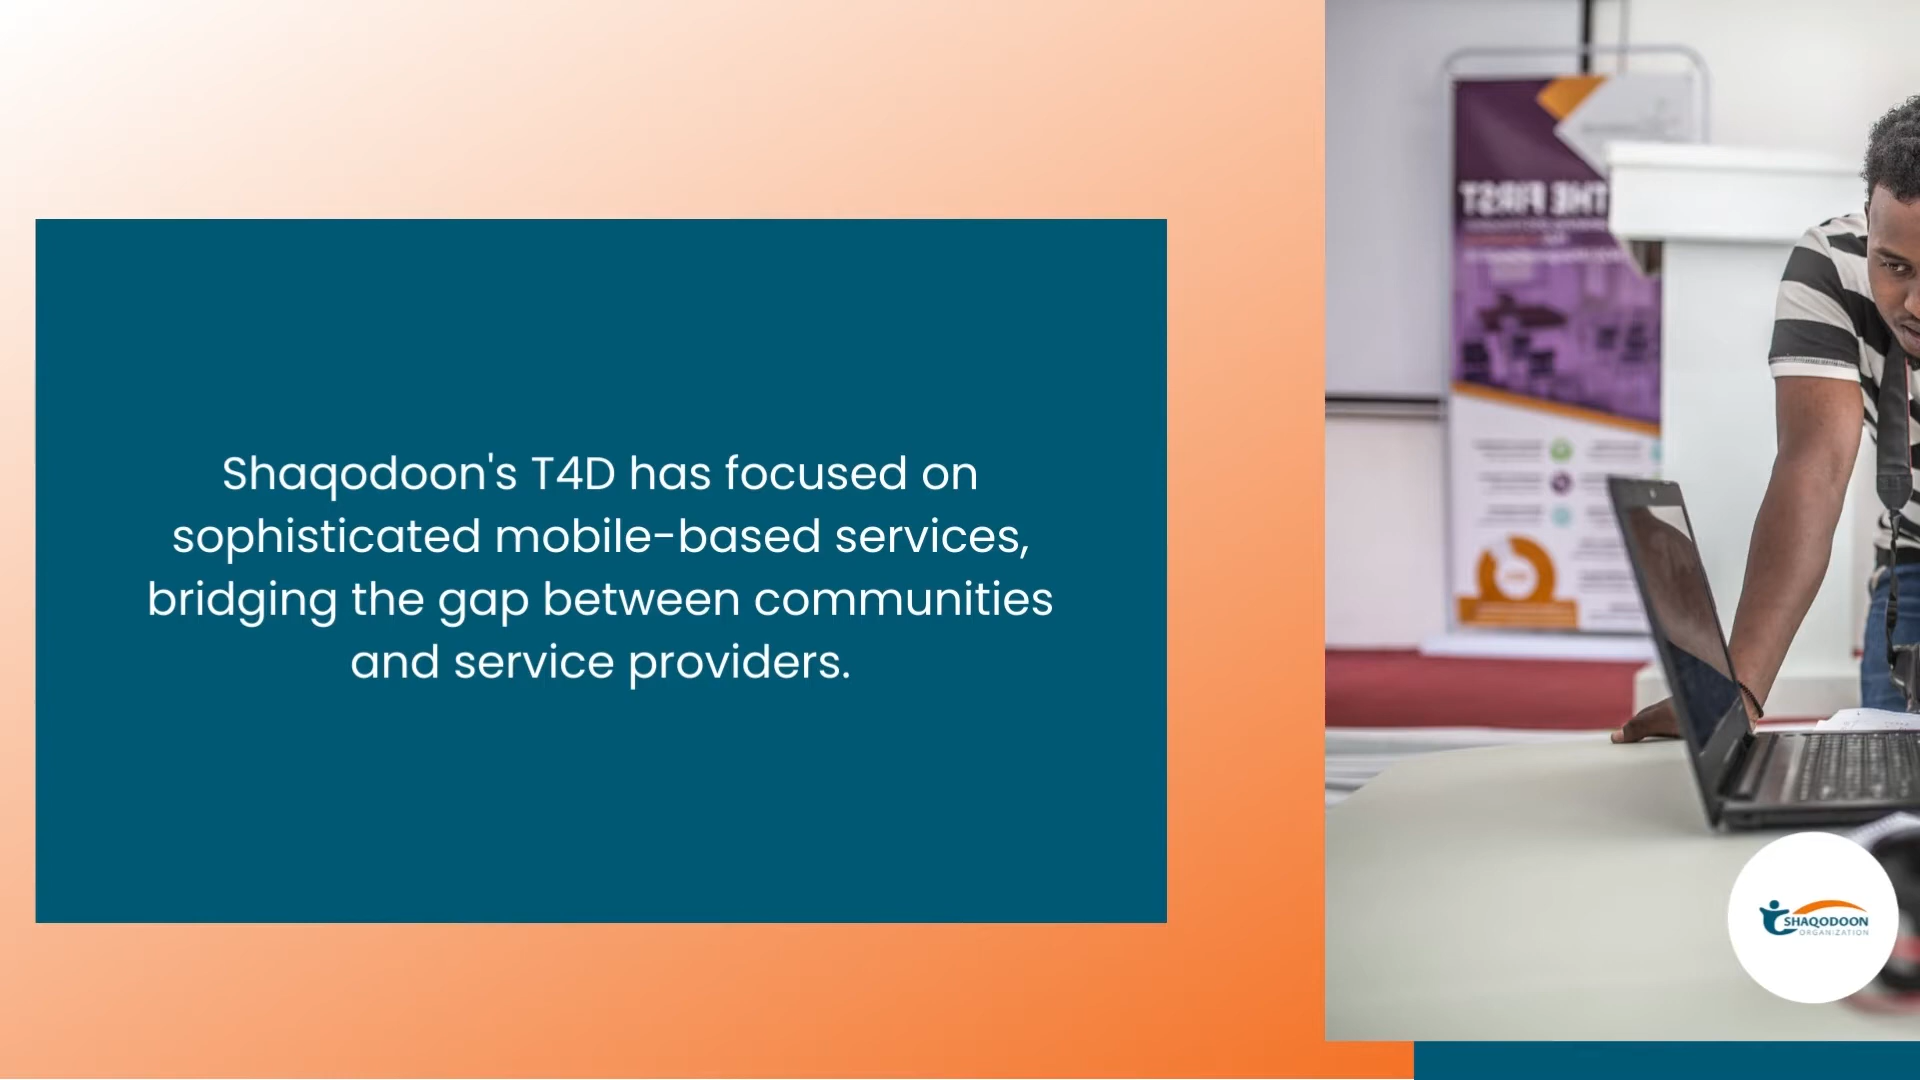 Shaqodoon's T4D has focused on
sophisticated mobile-based services,
bridging the gap between communities
and service providers.
THE FIRST
SHAQODOON
ORGANIZATION